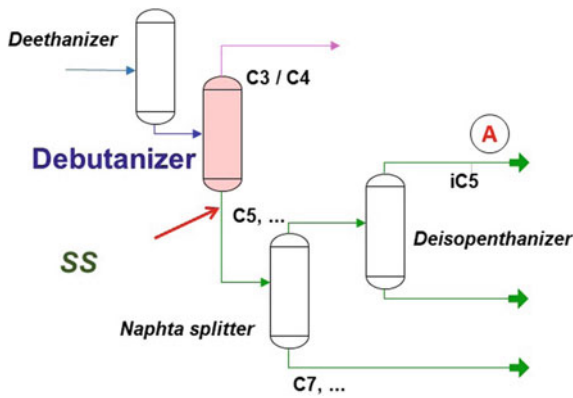 Deethanizer
C3 / C4
A
Debutanizer
iC5
C5, ...
SS
Deisopenthanizer
Naphta splitter
C7, ...